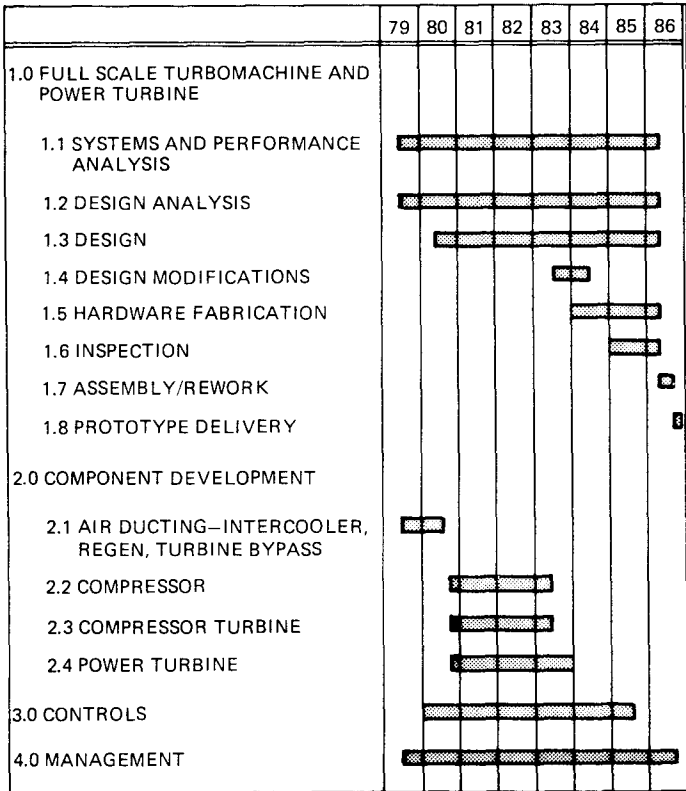 79 80 81 82 83 84 85 86
1.0 FULL SCALE TURBOMACHINE AND
POWER TURBINE
1.1 SYSTEMS AND PERFORMANCE
ANALYSIS
1.2 DESIGN ANALYSIS
1.3 DESIGN
1.4 DESIGN MODIFICATIONS
1.5 HARDWARE FABRICATION
1.6 INSPECTION
1.7 ASSEMBLY/REWORK
1.8 PROTOTYPE DELIVERY
2.0 COMPONENT DEVELOPMENT
2.1 AIR DUCTING–INTERCOOLER,
REGEN, TURBINE BYPASS
2.2 COMPRESSOR
2.3 COMPRESSOR TURBINE
2.4 POWER TURBINE
3.0 CONTROLS
4.0 MANAGEMENT